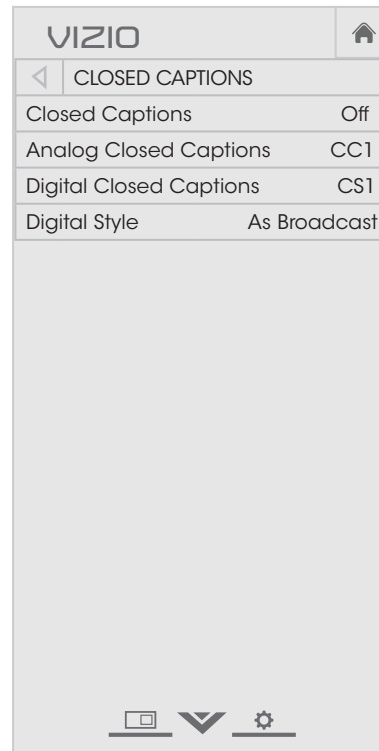 VIZIO
CLOSED CAPTIONS
Closed Captions Off
Analog Closed Captions CC1
Digital Closed Captions CS1
Digital Style As Broadcast